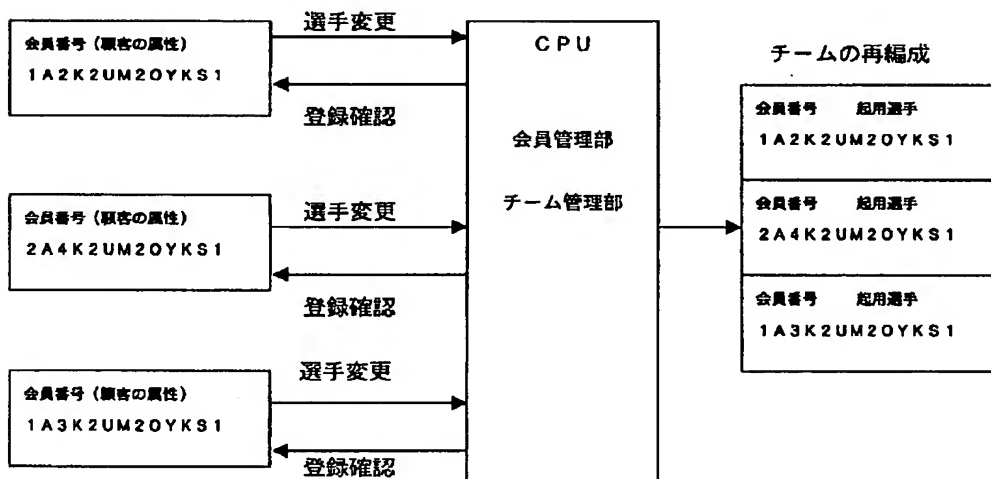 選手変更
会員番号(顧客の属性)
1A2K2UM2OYKS1
登録確認
選手変更
会員番号(顧客の属性)
2A4K2UM2OYKS1
登録確認
選手変更
会員番号(顧客の属性)
1A3K2UM2OYKS1
登録確認
CPU
会員管理部
チーム管理部
チームの再編成
会員番号 起用選手
1A2K2UM2OYKS1
会員番号 起用選手
2A4K2UM2OYKS1
会員番号 起用選手
1A3K2UM2OYKS1